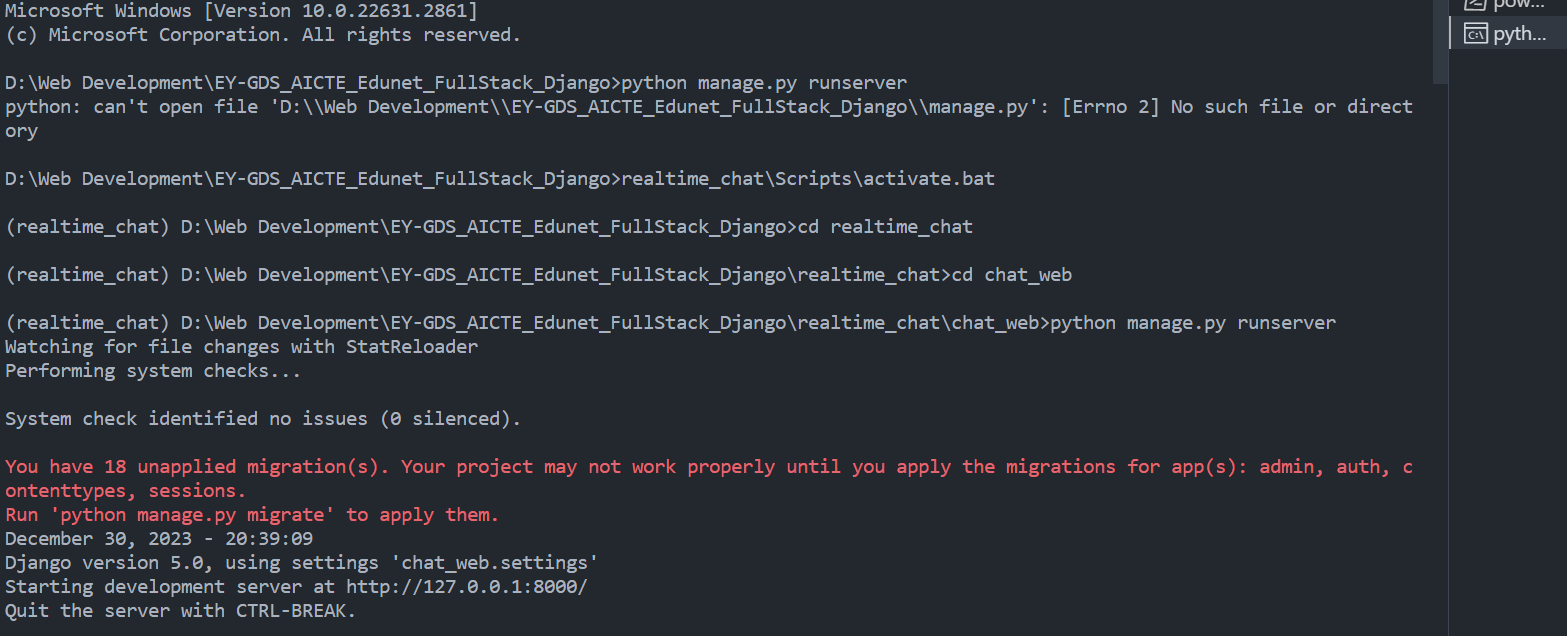 Microsoft Windows [Version 10.0.22631.2861]
(c) Microsoft Corporation. All rights reserved.
D:\Web Development\EY-GDS_AICTE_Edunet_FullStack_Django>python manage.py runserver
python: can't open file 'D:\\Web Development\\EY-GDS_AICTE_Edunet_FullStack_Django\\manage.py': [Errno 2] No such file or direct
ory
D:\Web Development\EY-GDS_AICTE_Edunet_FullStack_Django>realtime_chat\Scripts\activate.bat
(realtime_chat) D:\Web Development\EY-GDS_AICTE_Edunet_FullStack_Django>cd realtime_chat
(realtime_chat) D:\Web Development\EY-GDS_AICTE_Edunet_FullStack_Django\realtime_chat>cd chat_web
(realtime_chat) D:\Web Development\EY-GDS_AICTE_Edunet_FullStack_Django\realtime_chat\chat_web>python manage.py runserver
Watching for file changes with StatReloader
Performing system checks...
System check identified no issues (0 silenced).
You have 18 unapplied migration(s). Your project may not work properly until you apply the migrations for app(s): admin, auth, c
ontenttypes, sessions.
Run 'python manage.py migrate' to apply them.
December 30, 2023 - 20:39:09
Django version 5.0, using settings 'chat_web.settings'
Starting development server at http://127.0.0.1:8000/
Quit the server with CTRL-BREAK.
pow...
pyth...